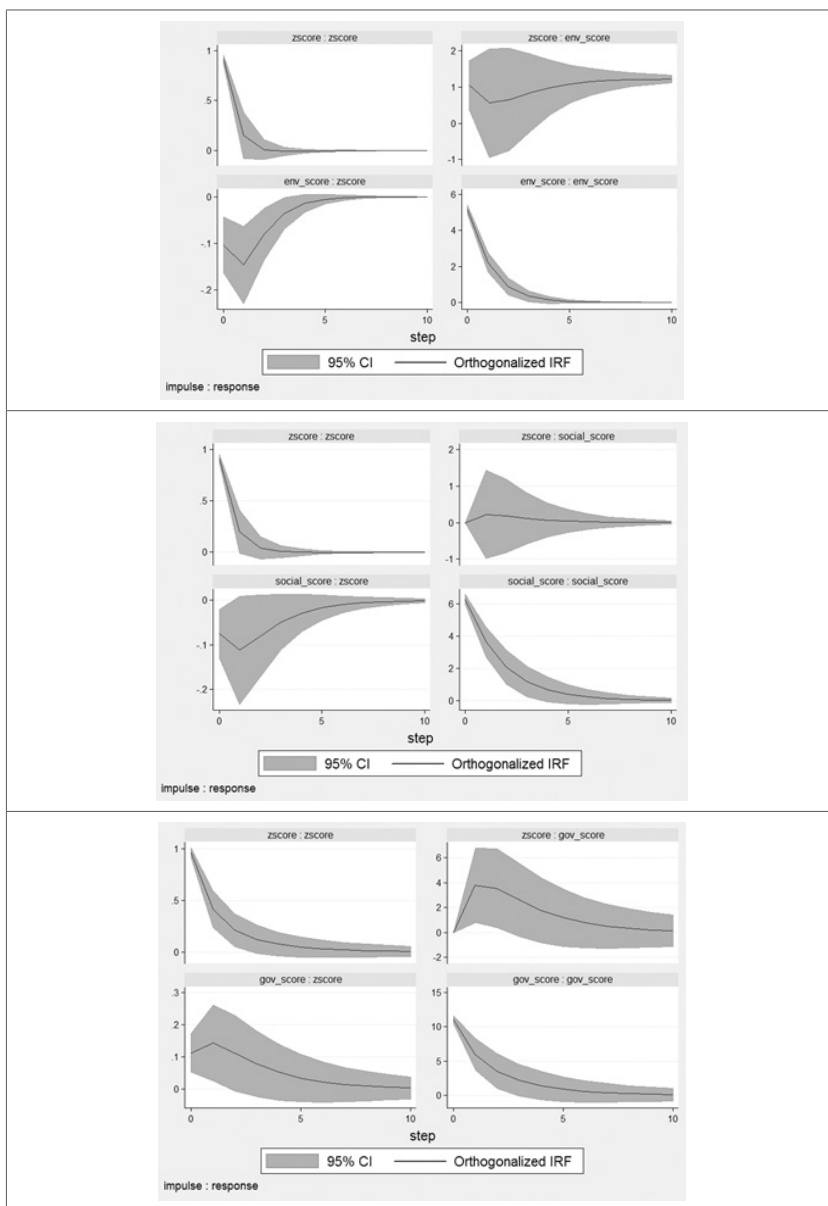 zscore : zscore
zscore : env_score
1
.5
0
2
1
0
-1
env_score : zscore
env_score : env_score
0
-.1
-.2
6
4
2
0
0 5 10
0 5 10
step
95% CI Orthogonalized IRF
impulse : response
zscore : zscore
zscore : social_score
1
.5
0
2
1
0
-1
social_score : zscore
social_score : social_score
0
-.1
-.2
6
4
2
0
0 5 10
0 5 10
step
95% CI Orthogonalized IRF
impulse : response
zscore : zscore
zscore : gov_score
1
.5
0
6
4
2
0
-2
gov_score : zscore
gov_score : gov_score
.3
.2
.1
0
15
10
5
0
0 5 10
0 5 10
step
95% CI Orthogonalized IRF
impulse : response